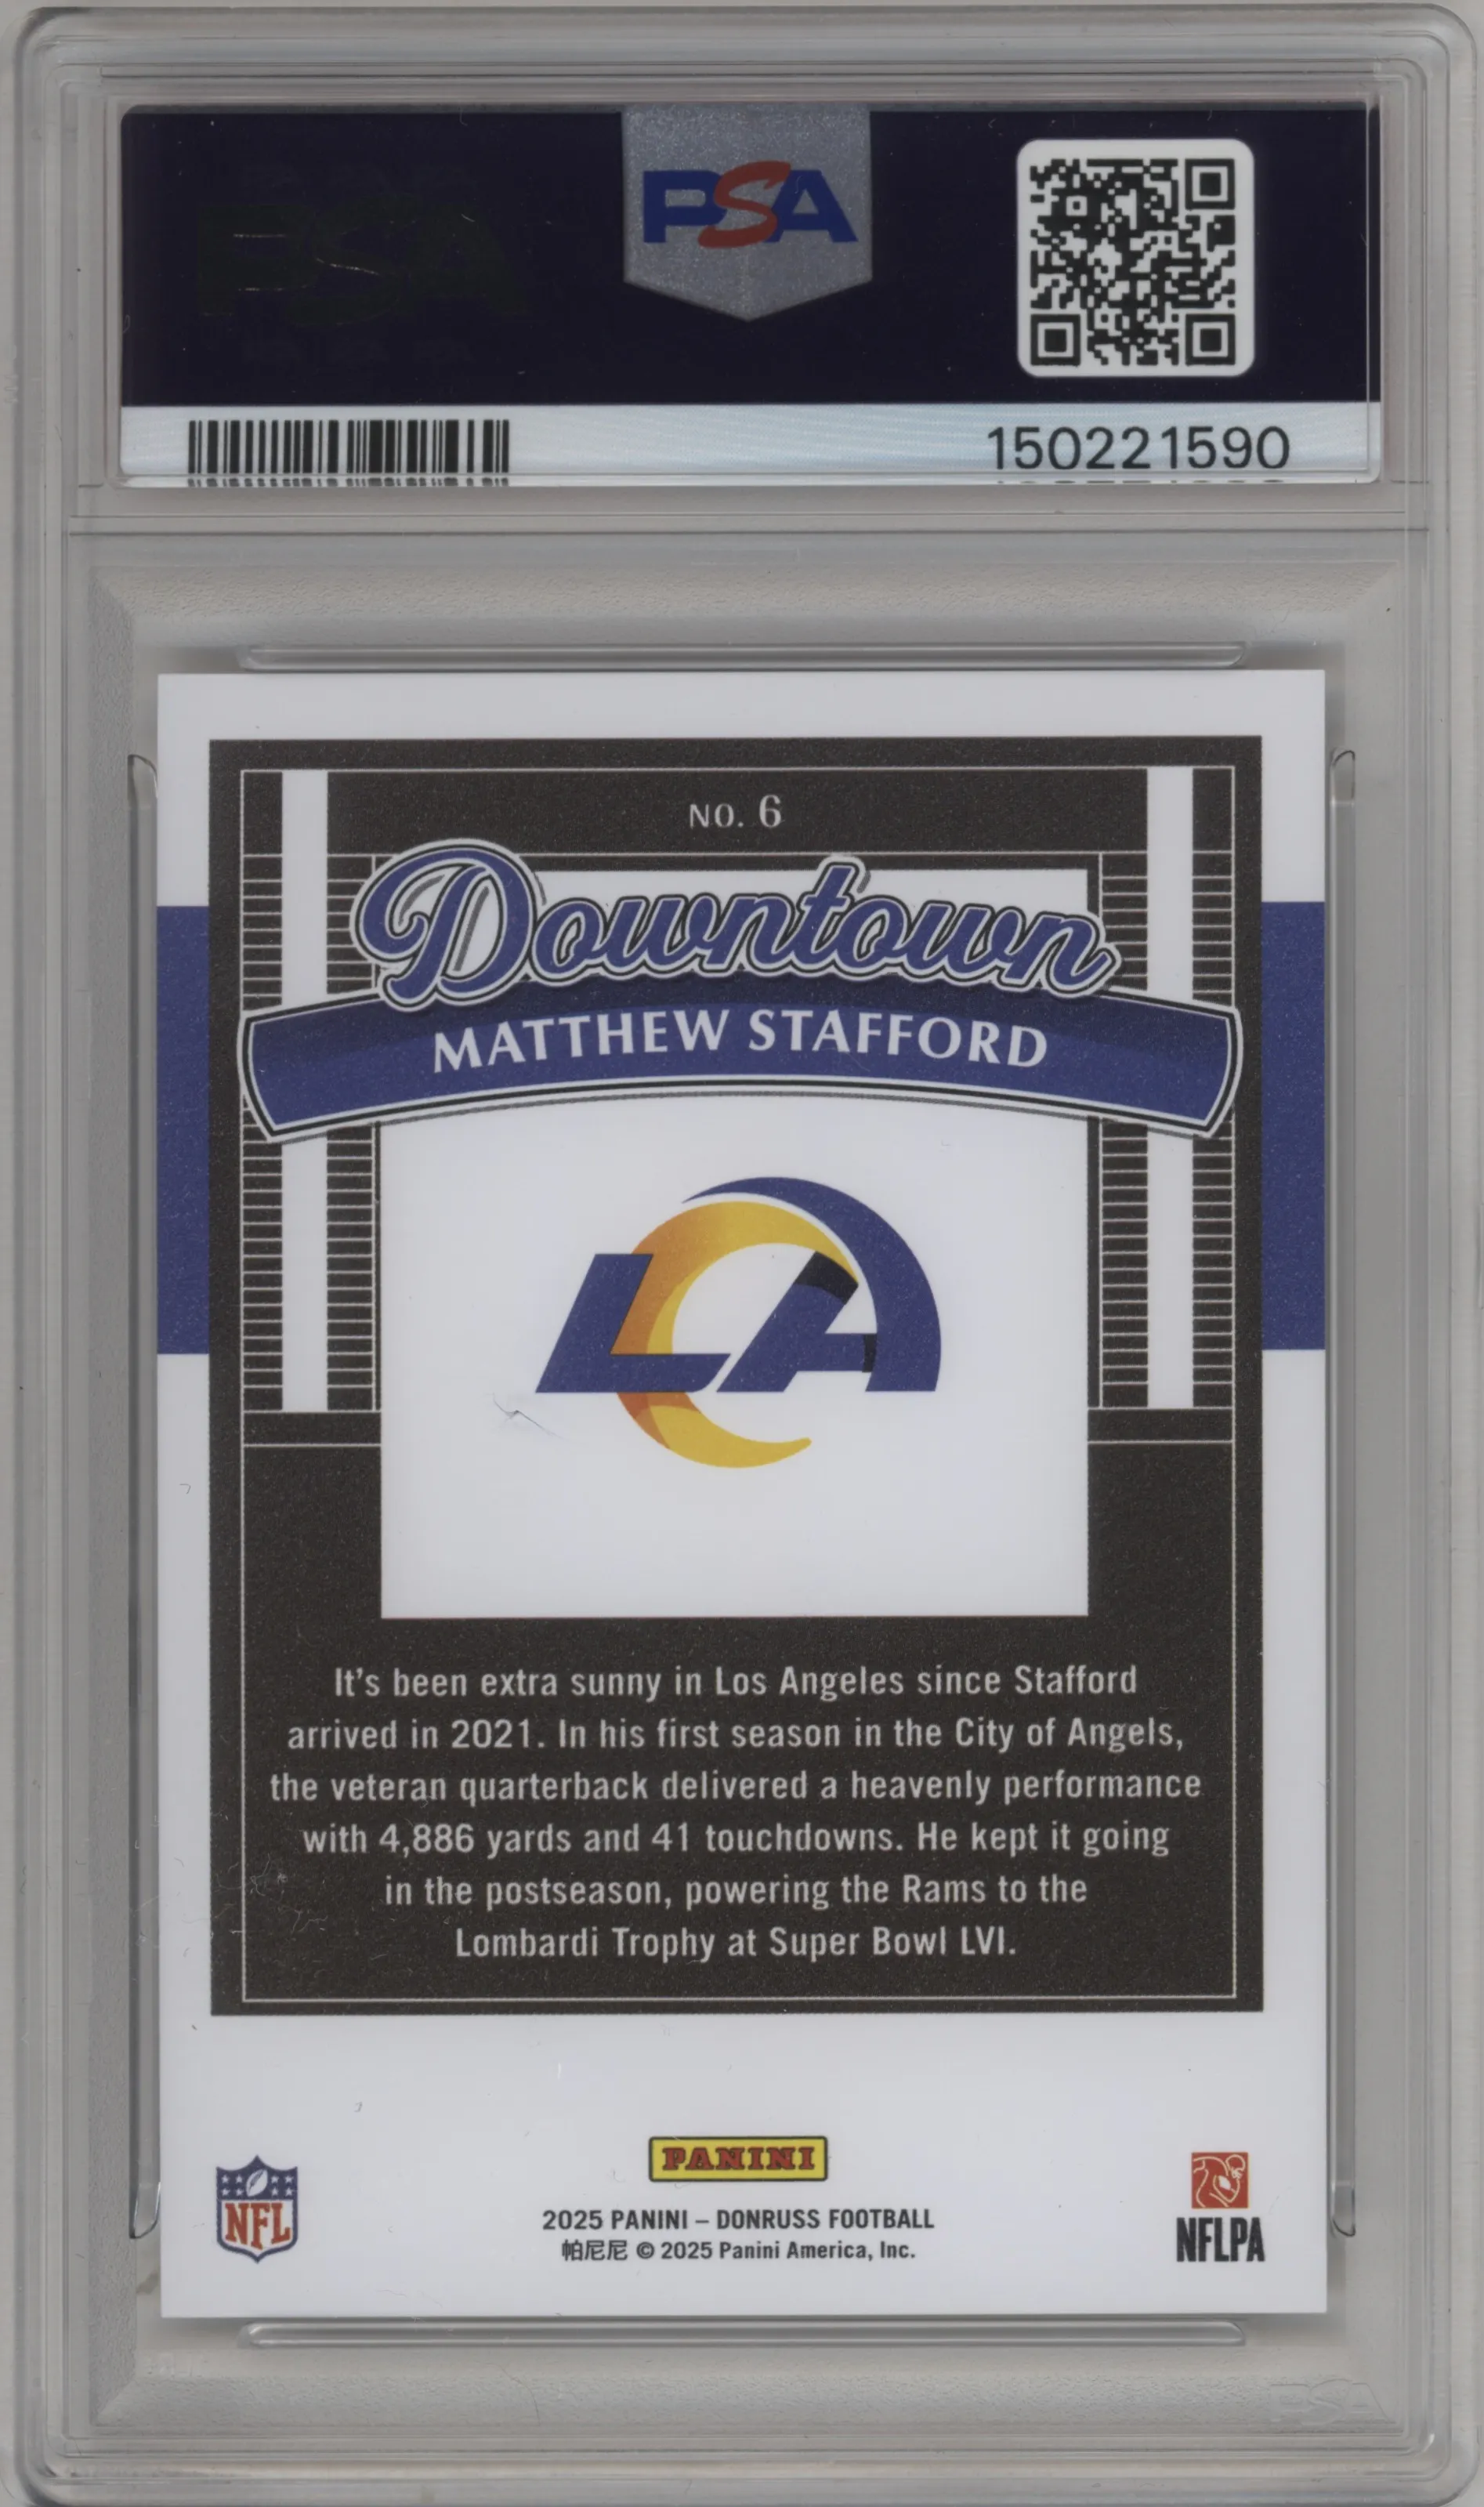 PSA
PSA
150221590
NO. 6
Downtown
MATTHEW STAFFORD
LA
It's been extra sunny in Los Angeles since Stafford
arrived in 2021. In his first season in the City of Angels,
the veteran quarterback delivered a heavenly performance
with 4,886 yards and 41 touchdowns. He kept it going
in the postseason, powering the Rams to the
Lombardi Trophy at Super Bowl LVI.
PANINI
NFL
2025 PANINI – DONRUSS FOOTBALL
帕尼尼 © 2025 Panini America, Inc.
NFLPA
PSA